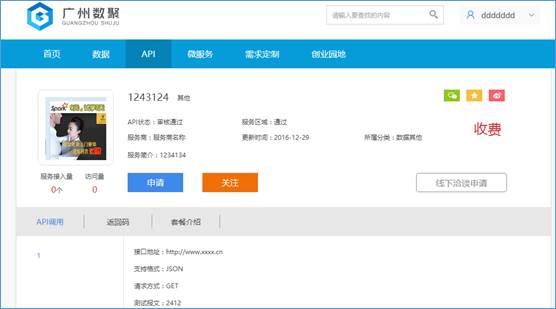 广州数聚
GUANGZHOU SHUJU
请输入要查找的内容
ddddddd
首页 数据 API 微服务 需求定制 创业园地
1243124 其他
API状态：审核通过 服务区域：通过
服务商：服务商名称 更新时间：2016-12-29 所属分类：数据其他
收费
服务简介：1234134
Spark
服务接入量 访问量
0个 0
申请 关注 线下洽谈申请
API调用 返回码 套餐介绍
1
接口地址：http://www.xxxx.cn
支持格式：JSON
请求方式：GET
测试报文：2412